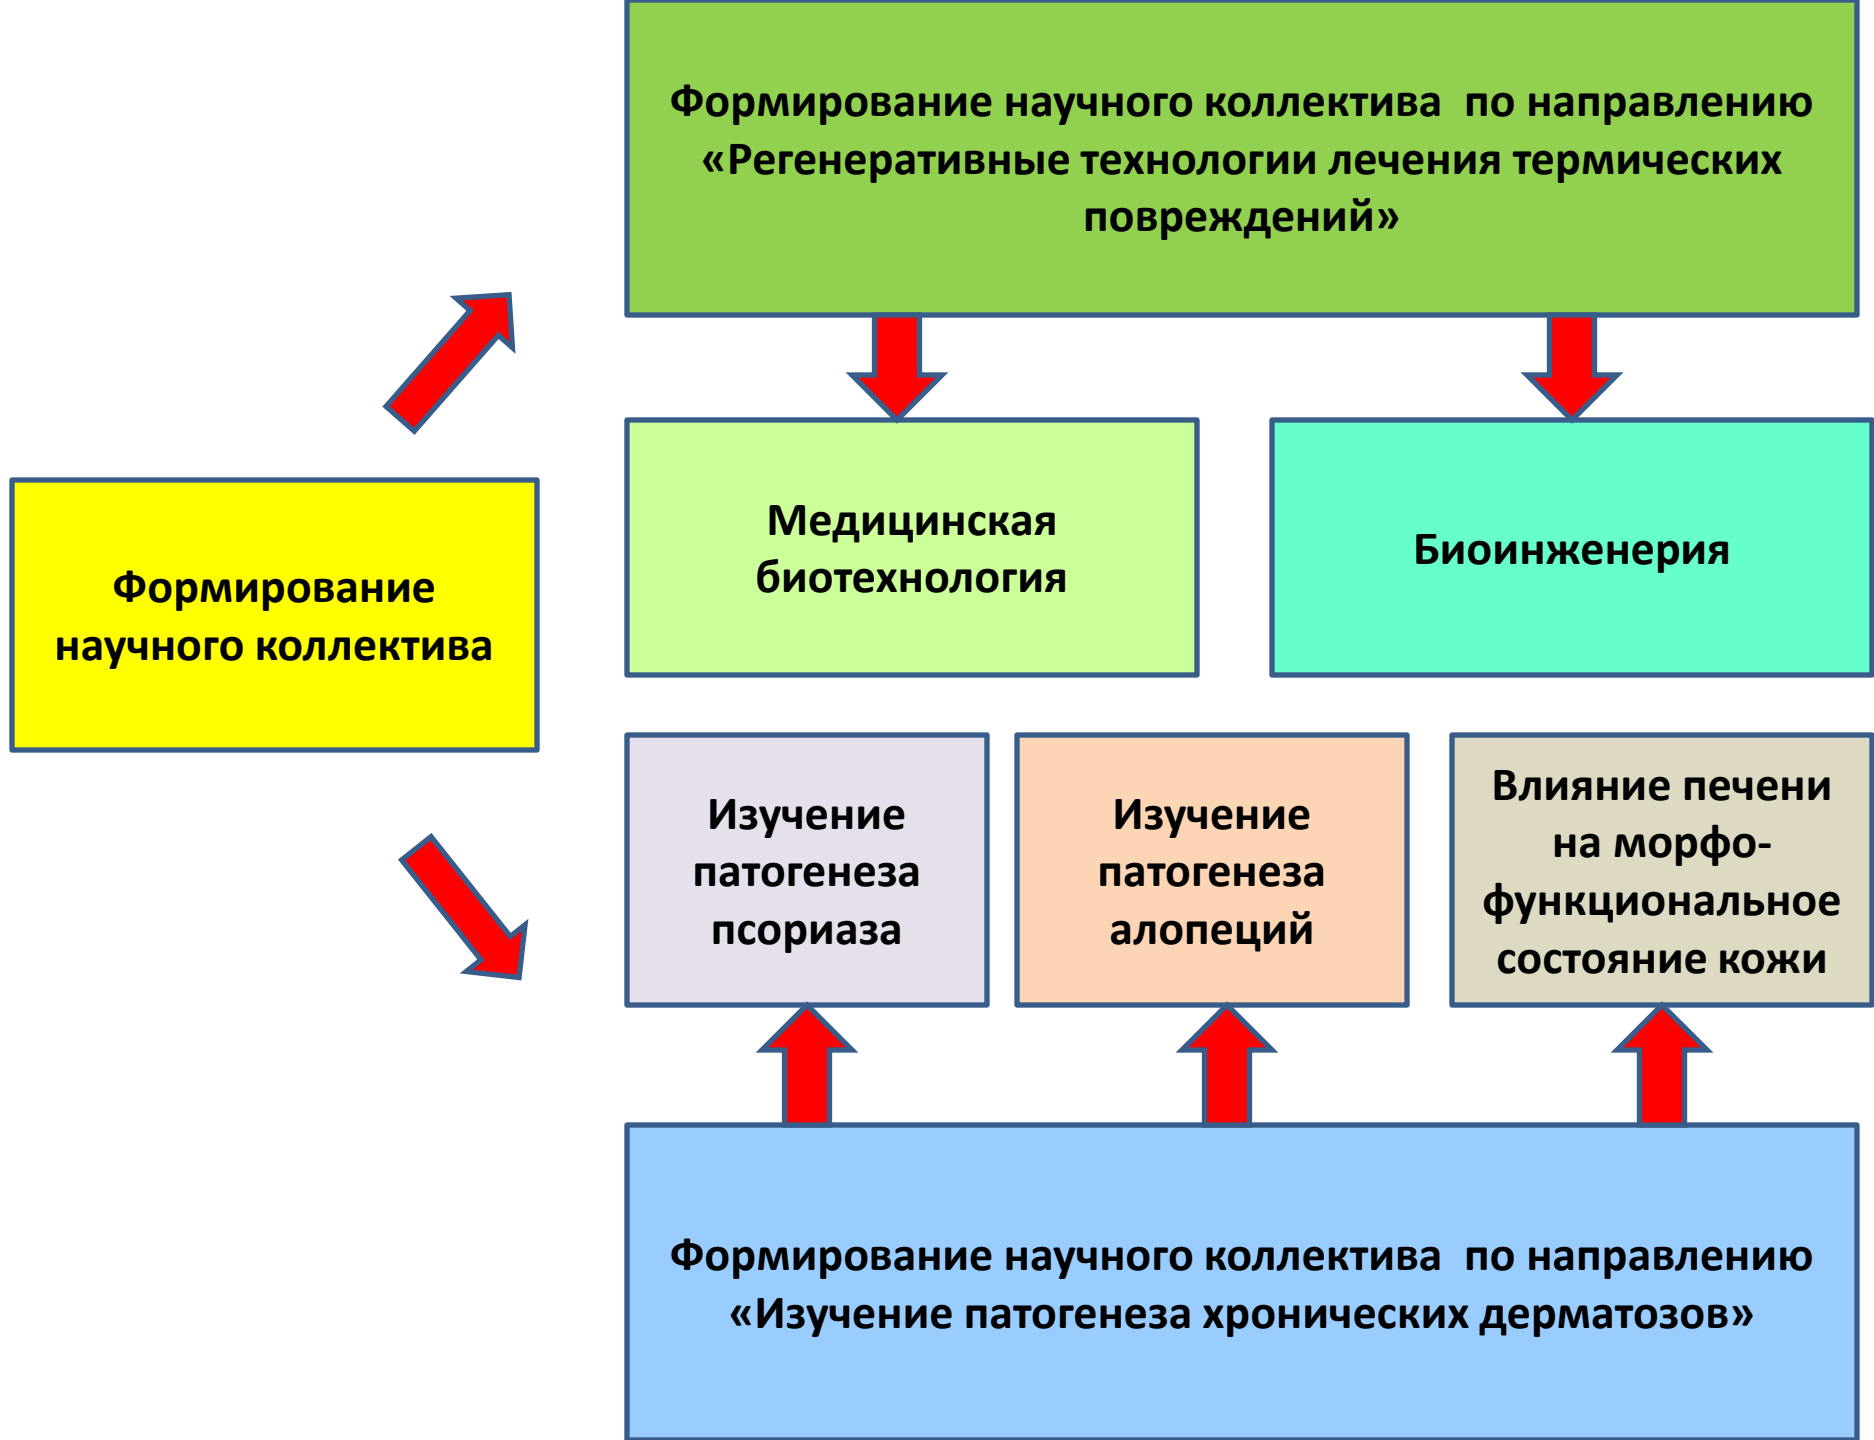 Формирование научного коллектива  по направлению
«Регенеративные технологии лечения термических
повреждений»
Медицинская
биотехнология
Биоинженерия
Формирование
научного коллектива
Изучение
патогенеза
псориаза
Изучение
патогенеза
алопеций
Влияние печени
на морфо-
функциональное
состояние кожи
Формирование научного коллектива  по направлению
«Изучение патогенеза хронических дерматозов»